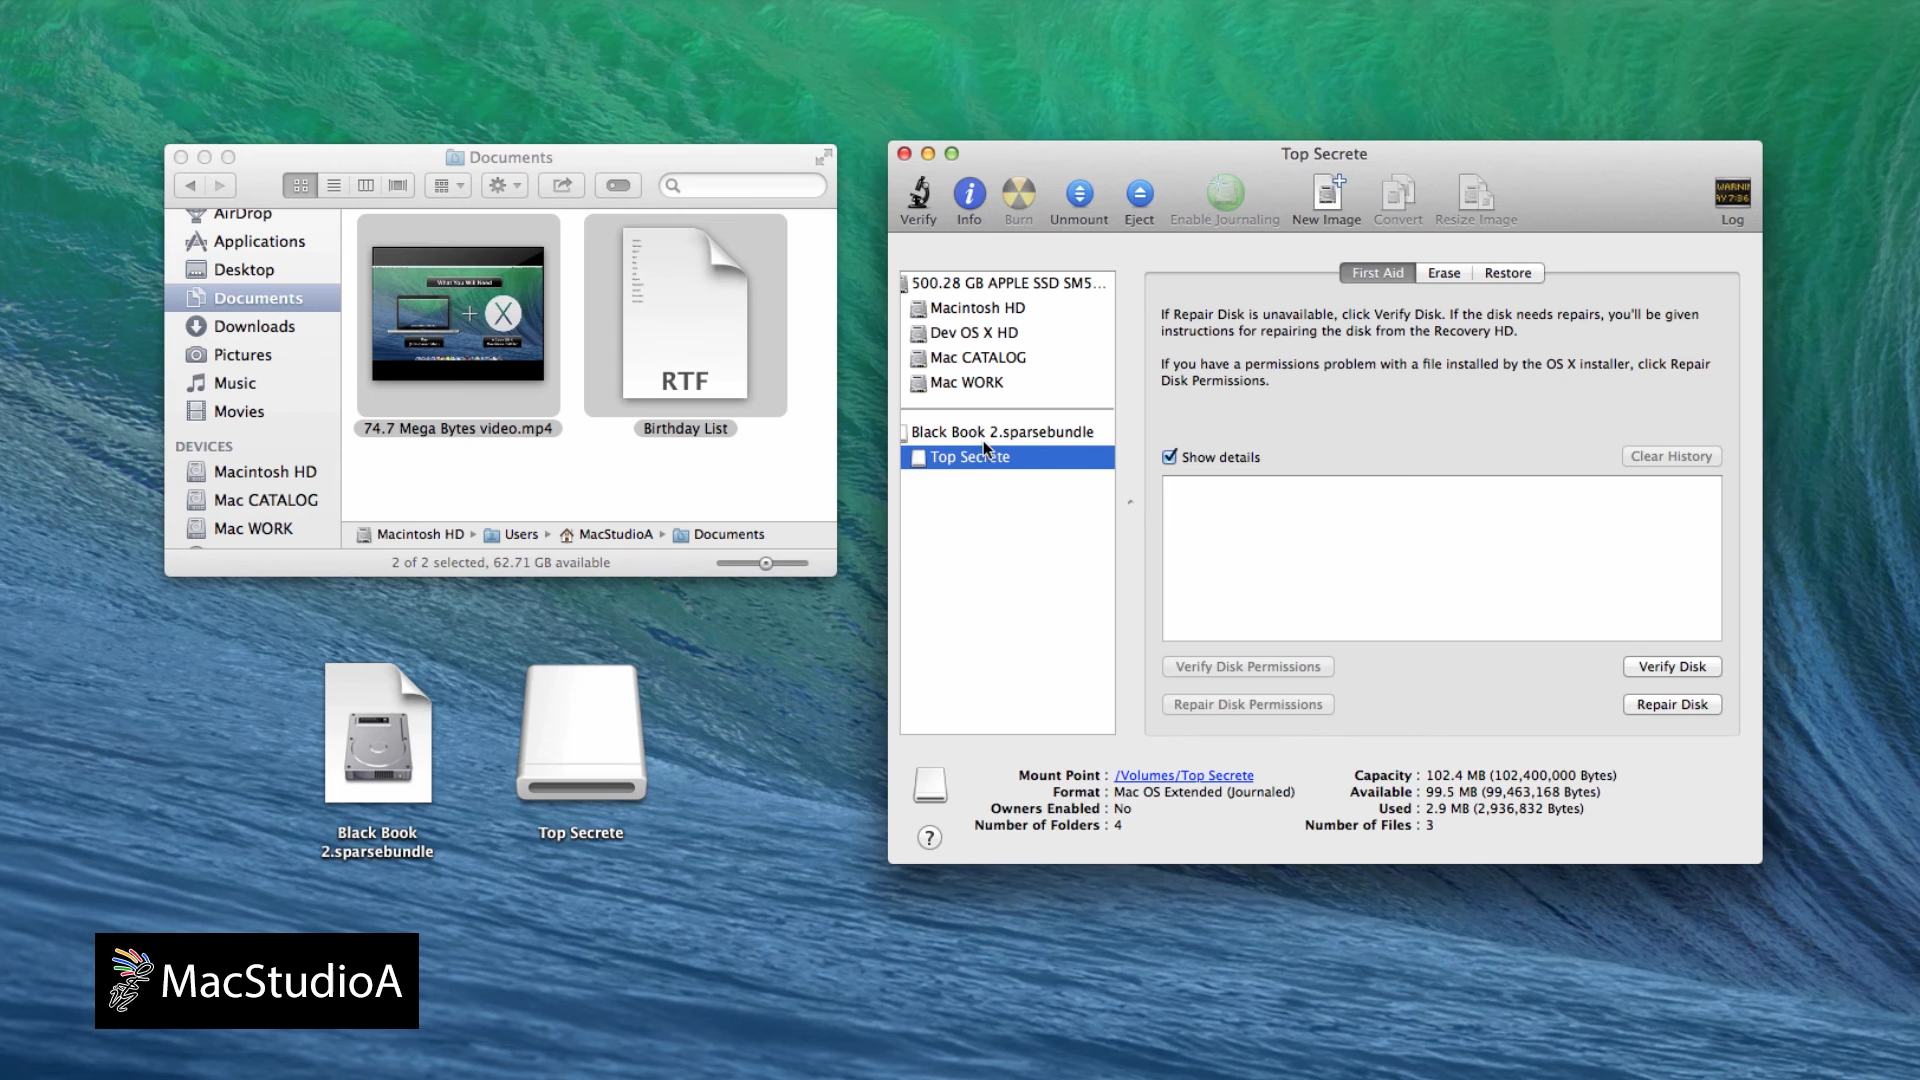 Documents
AirDrop
Applications
Desktop
Documents
Downloads
Pictures
Music
Movies
DEVICES
Macintosh HD
Mac CATALOG
Mac WORK
What You Will Need
+
X
RTF
74.7 Mega Bytes video.mp4
Birthday List
Macintosh HD
Users
MacStudioA
Documents
2 of 2 selected, 62.71 GB available
Black Book
2.sparsebundle
Top Secrete
MacStudioA
Top Secrete
Verify
Info
Burn
Unmount
Eject
Enable Journaling
New Image
Convert
Resize Image
WARNIN
AY 7:36
Log
500.28 GB APPLE SSD SM5...
Macintosh HD
Dev OS X HD
Mac CATALOG
Mac WORK
Black Book 2.sparsebundle
Top Secrete
First Aid
Erase
Restore
If Repair Disk is unavailable, click Verify Disk. If the disk needs repairs, you'll be given
instructions for repairing the disk from the Recovery HD.
If you have a permissions problem with a file installed by the OS X installer, click Repair
Disk Permissions.
Show details
Clear History
Verify Disk Permissions
Verify Disk
Repair Disk Permissions
Repair Disk
Mount Point : /Volumes/Top Secrete
Format : Mac OS Extended (Journaled)
Owners Enabled : No
Number of Folders : 4
Capacity : 102.4 MB (102,400,000 Bytes)
Available : 99.5 MB (99,463,168 Bytes)
Used : 2.9 MB (2,936,832 Bytes)
Number of Files : 3
?